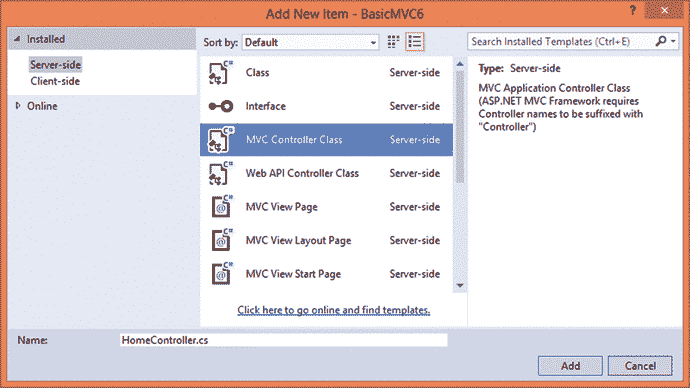 Add New Item - BasicMVC6
?
Installed
Server-side
Client-side
Online
Sort by: Default
Search Installed Templates (Ctrl+E)
C# Class Server-side
Interface Server-side
C# MVC Controller Class Server-side
C# Web API Controller Class Server-side
C# @ MVC View Page Server-side
C# @ MVC View Layout Page Server-side
C# @ MVC View Start Page Server-side
Click here to go online and find templates.
Type: Server-side
MVC Application Controller Class
(ASP.NET MVC Framework requires
Controller names to be suffixed with
"Controller")
Name: HomeController.cs
Add Cancel